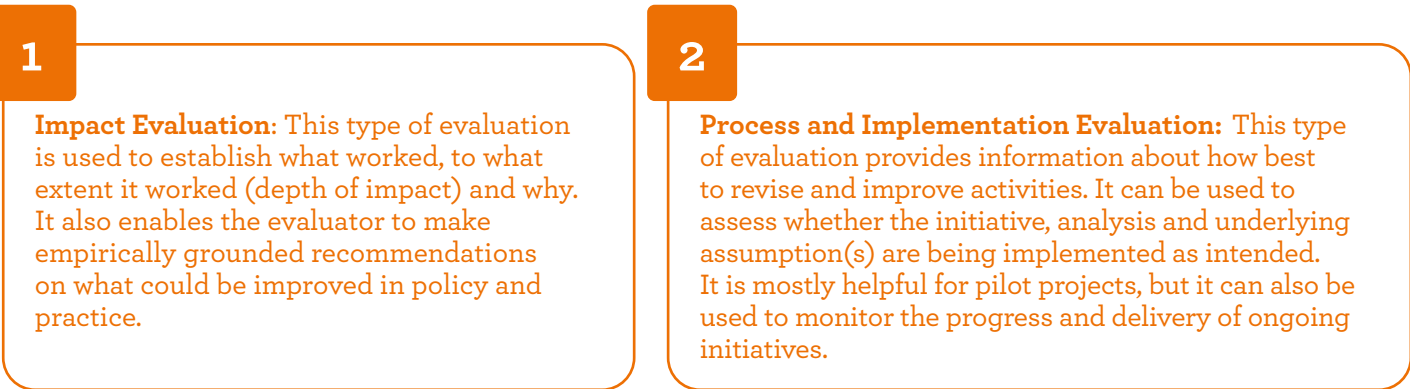 1
Impact Evaluation: This type of evaluation
is used to establish what worked, to what
extent it worked (depth of impact) and why.
It also enables the evaluator to make
empirically grounded recommendations
on what could be improved in policy and
practice.
2
Process and Implementation Evaluation: This type
of evaluation provides information about how best
to revise and improve activities. It can be used to
assess whether the initiative, analysis and underlying
assumption(s) are being implemented as intended.
It is mostly helpful for pilot projects, but it can also be
used to monitor the progress and delivery of ongoing
initiatives.